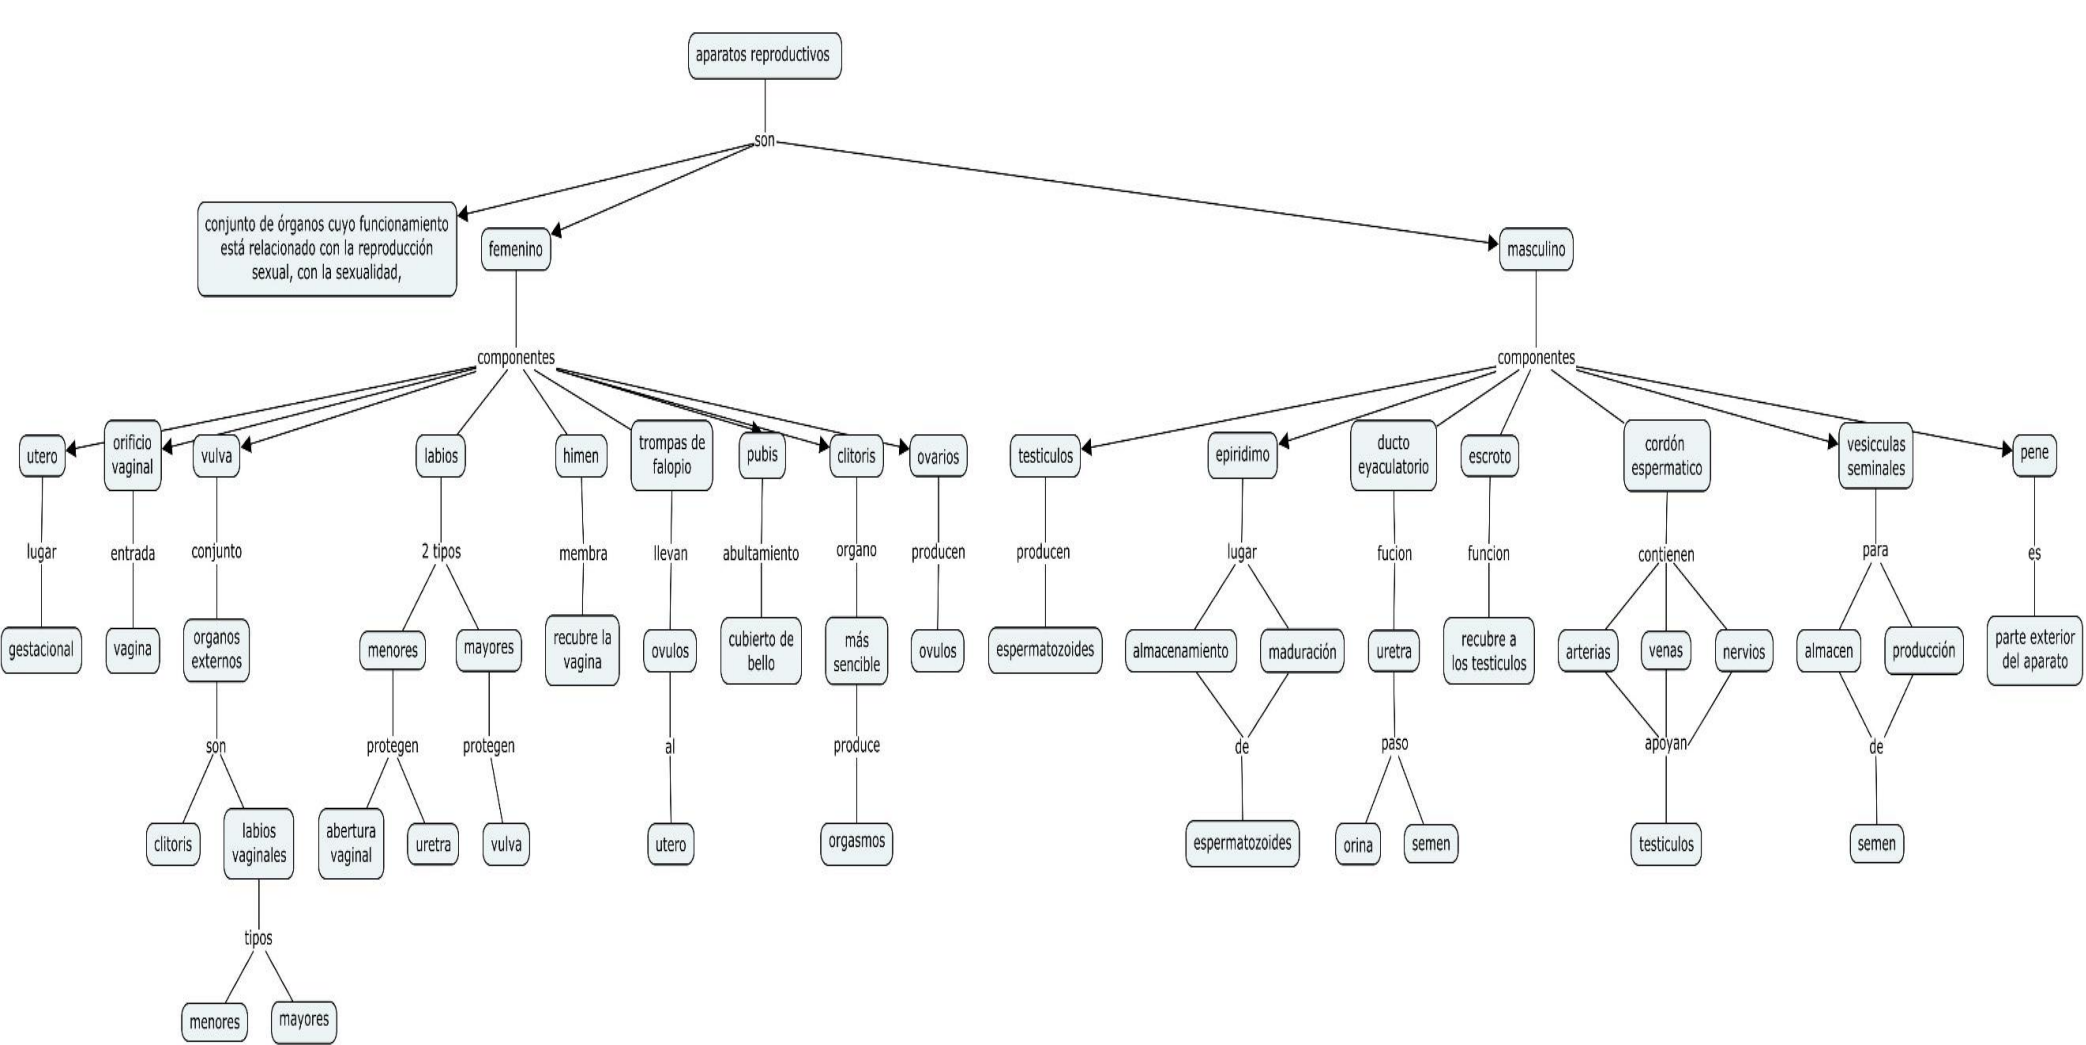 aparatos reproductivos
son
conjunto de órganos cuyo funcionamiento
está relacionado con la reproducción
sexual, con la sexualidad,
femenino
masculino
componentes
componentes
utero
orificio
vaginal
vulva
labios
himen
trompas de
falopio
pubis
clitoris
ovarios
testiculos
epiridimo
ducto
eyaculatorio
escroto
cordón
espermatico
vesicculas
seminales
pene
lugar
entrada
conjunto
2 tipos
membra
llevan
abultamiento
organo
producen
producen
lugar
fucion
funcion
contienen
para
es
gestacional
vagina
organos
externos
menores
mayores
recubre la
vagina
ovulos
cubierto de
bello
más
sencible
ovulos
espermatozoides
almacenamiento
maduración
uretra
recubre a
los testiculos
arterias
venas
nervios
almacen
producción
parte exterior
del aparato
son
protegen
protegen
al
produce
de
paso
apoyan
de
clitoris
labios
vaginales
abertura
vaginal
uretra
vulva
utero
orgasmos
espermatozoides
orina
semen
testiculos
semen
tipos
menores
mayores